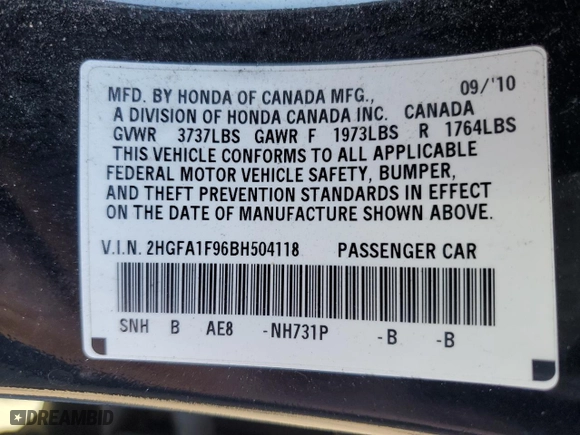 09/'10
MFD. BY HONDA OF CANADA MFG.,
A DIVISION OF HONDA CANADA INC. CANADA
GVWR 3737LBS GAWR F 1973LBS R 1764LBS
THIS VEHICLE CONFORMS TO ALL APPLICABLE
FEDERAL MOTOR VEHICLE SAFETY, BUMPER,
AND THEFT PREVENTION STANDARDS IN EFFECT
ON THE DATE OF MANUFACTURE SHOWN ABOVE.
V.I.N. 2HGFA1F96BH504118 PASSENGER CAR
SNH B AE8 -NH731P -B -B
DREAMBID